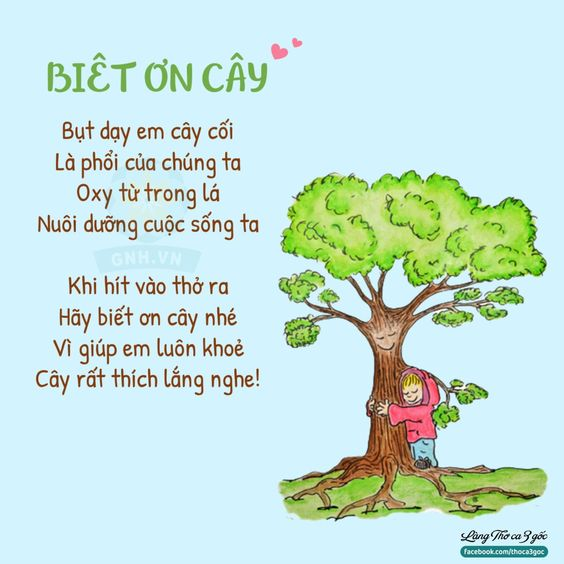 BIẾT ƠN CÂY
Bụt dạy em cây cối
Là phổi của chúng ta
Oxy từ trong lá
Nuôi dưỡng cuộc sống ta
GNH.VN
Khi hít vào thở ra
Hãy biết ơn cây nhé
Vì giúp em luôn khoẻ
Cây rất thích lắng nghe!
Làng Thơ ca 3 gốc
facebook.com/thoca3goc